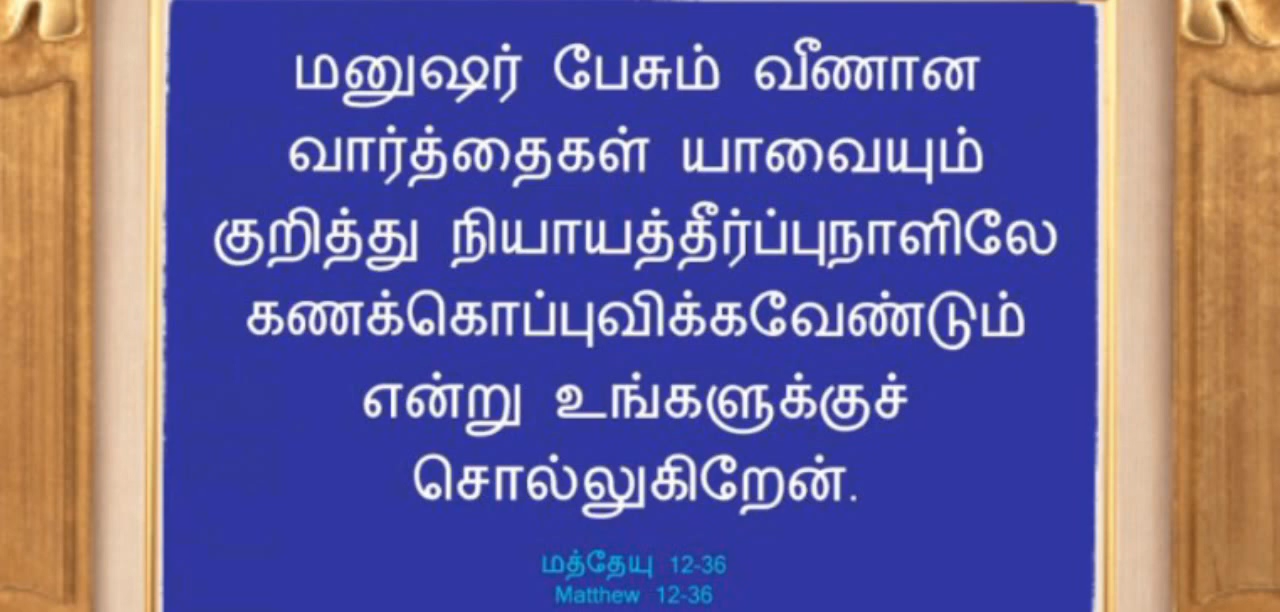 மனுஷர் பேசும் வீணான
வார்த்தைகள் யாவையும்
குறித்து நியாயத்தீர்ப்புநாளிலே
கணக்கொப்புவிக்கவேண்டும்
என்று உங்களுக்குச்
சொல்லுகிறேன்.
மத்தேயு 12-36
Matthew 12-36